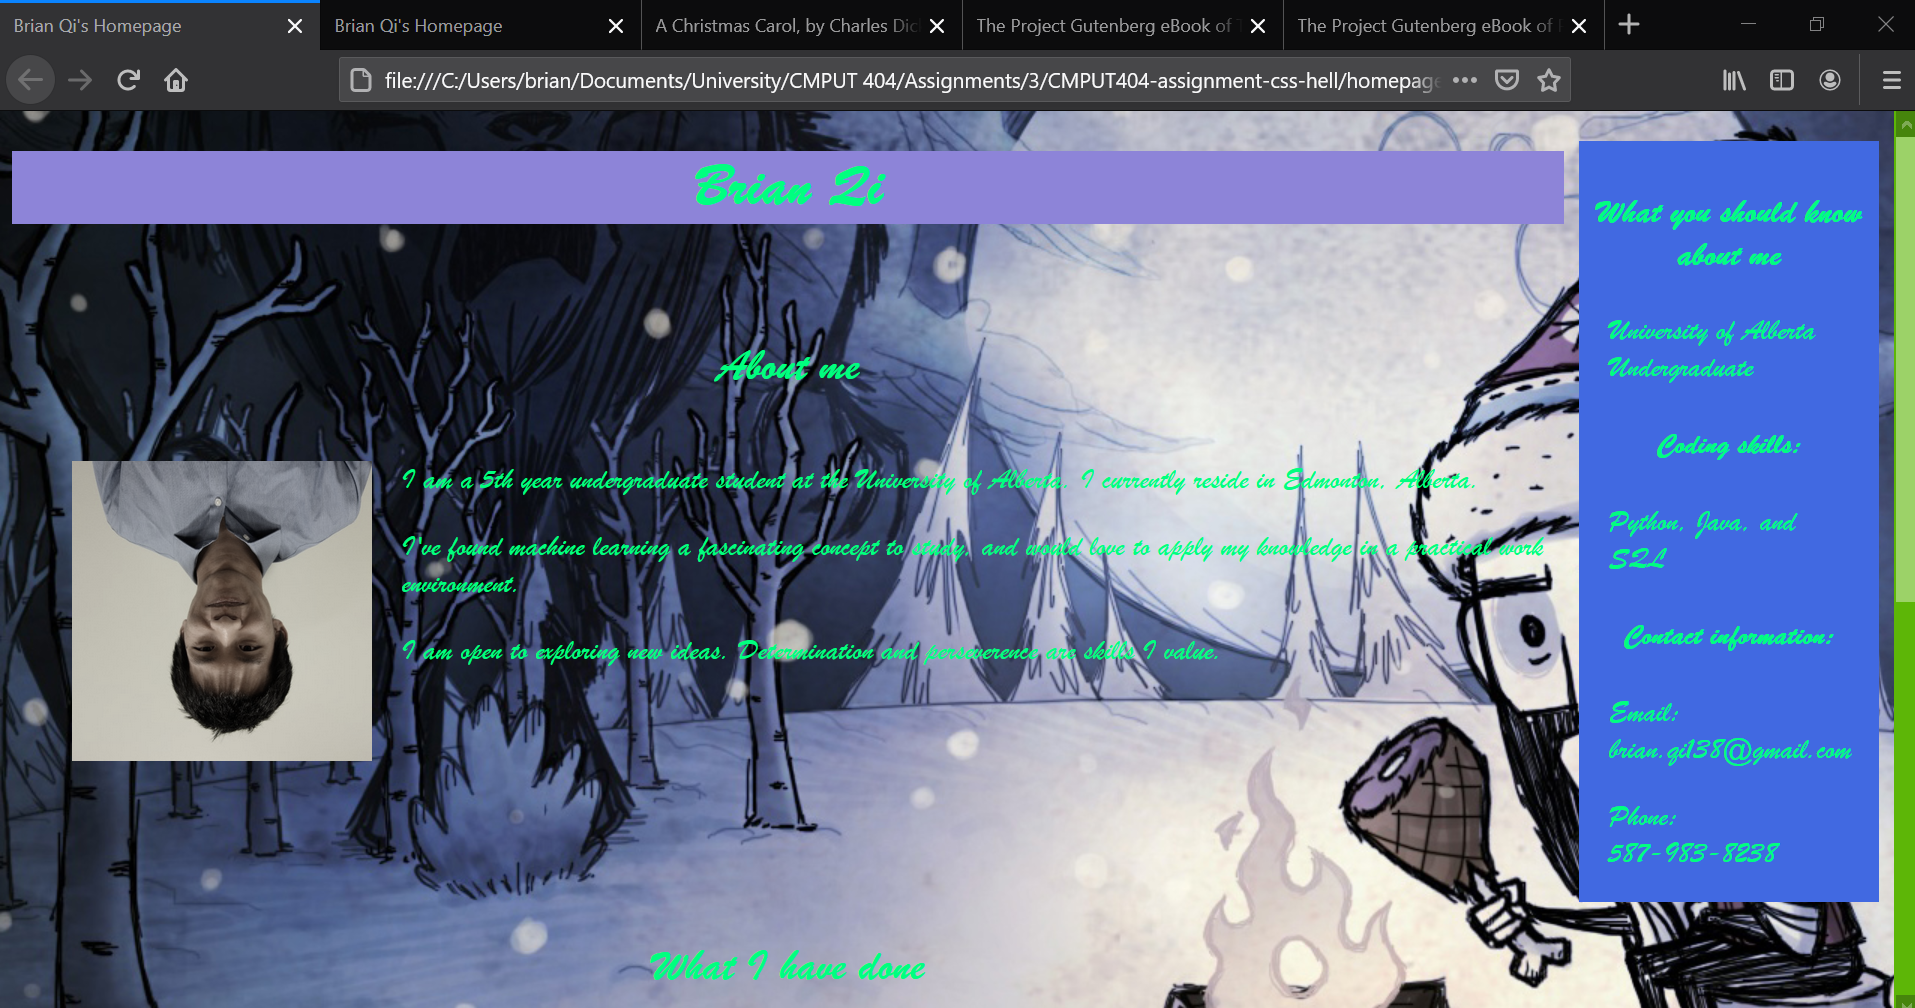 Brian Qi's Homepage
Brian Qi's Homepage
A Christmas Carol, by Charles Dic
The Project Gutenberg eBook of
The Project Gutenberg eBook of
file:///C:/Users/brian/Documents/University/CMPUT 404/Assignments/3/CMPUT404-assignment-css-hell/homepage
Brian Qi
About me
I am a 5th year undergraduate student at the University of Alberta. I currently reside in Edmonton, Alberta.
I've found machine learning a fascinating concept to study, and would love to apply my knowledge in a practical work
environment.
I am open to exploring new ideas. Determination and perseverence are skills I value.
What I have done
What you should know
about me
University of Alberta
Undergraduate
Coding skills:
Python, Java, and
SQL
Contact information:
Email:
brian.qi138@gmail.com
Phone:
587-983-8238